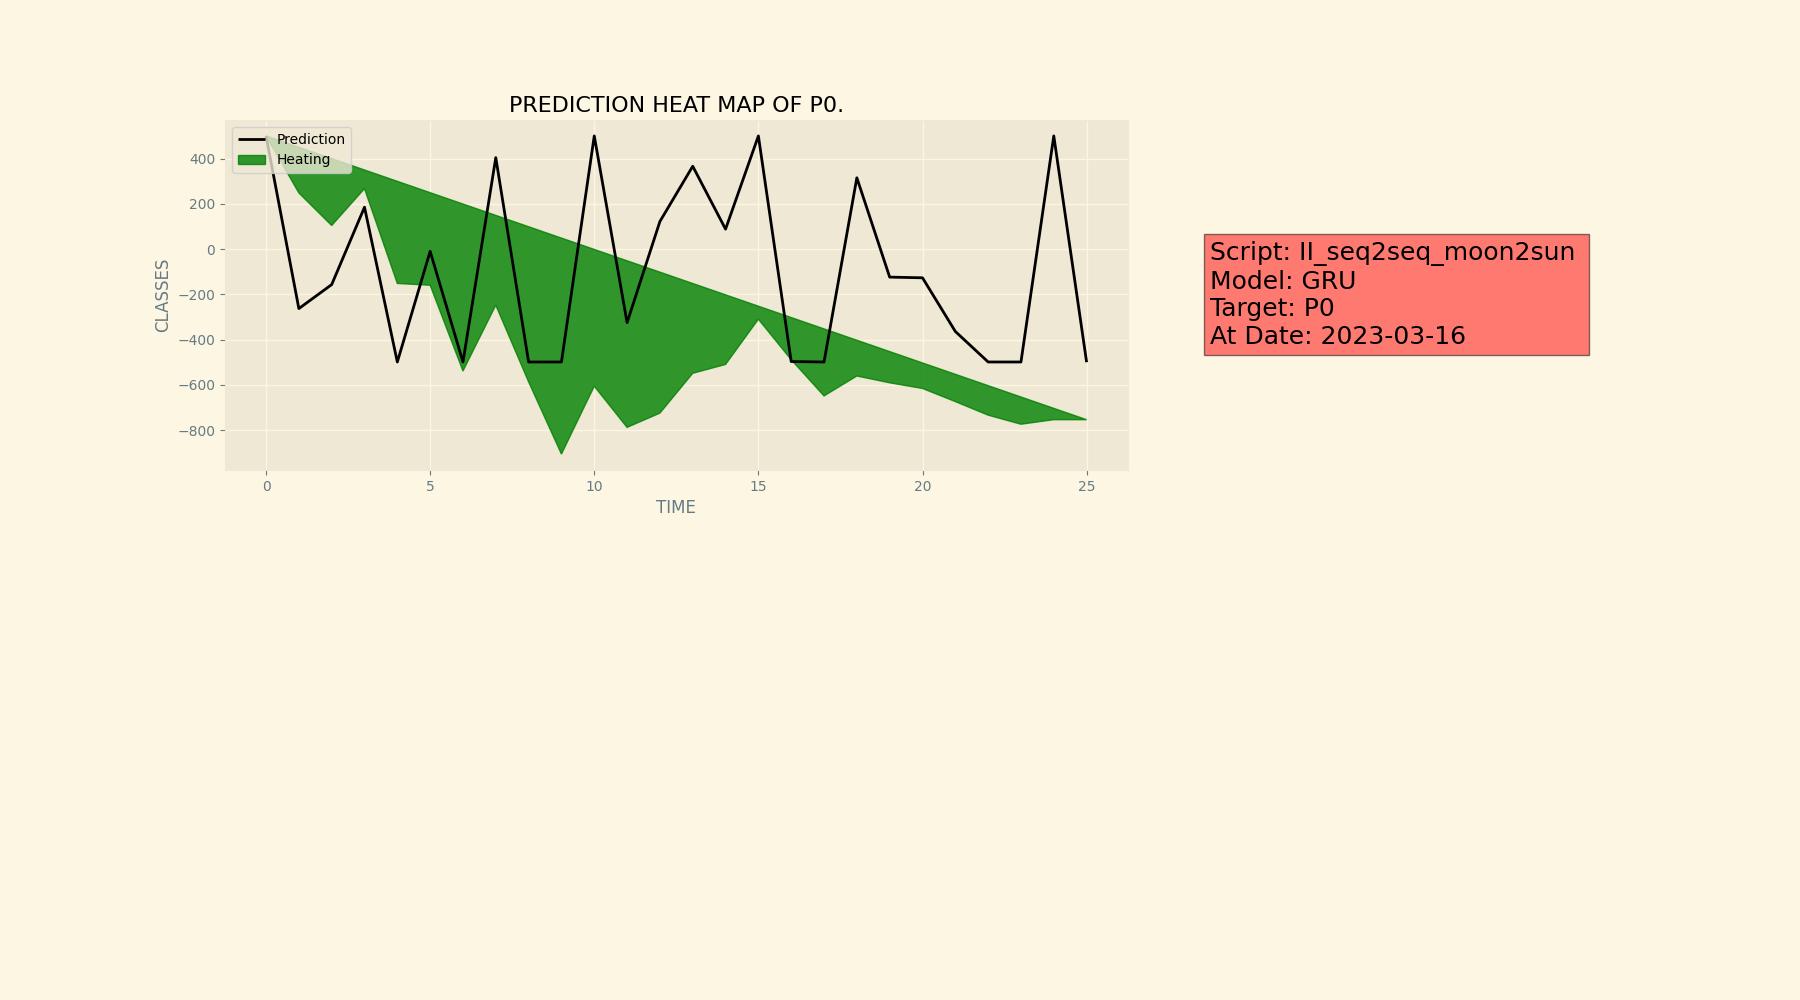 PREDICTION HEAT MAP OF P0.
Prediction
Heating
400
200
0
−200
−400
−600
−800
CLASSES
0 5 10 15 20 25
TIME
Script: II_seq2seq_moon2sun
Model: GRU
Target: P0
At Date: 2023-03-16